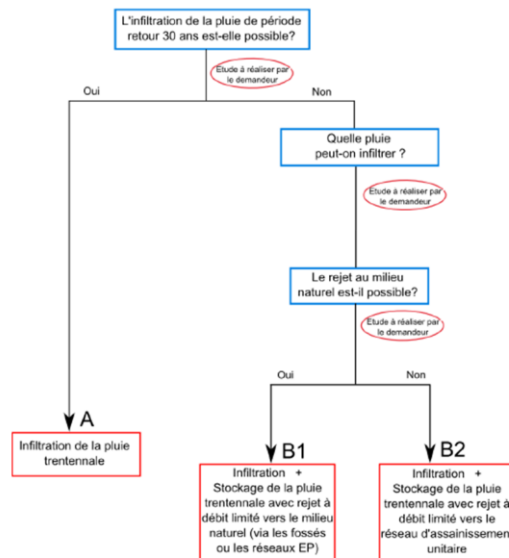 L'infiltration de la pluie de période
retour 30 ans est-elle possible?
Etude à réaliser par
le demandeur
Oui
Non
Quelle pluie
peut-on infiltrer ?
Etude à réaliser par
le demandeur
Le rejet au milieu
naturel est-il possible?
Etude à réaliser par
le demandeur
Oui
Non
A
Infiltration de la pluie
trentennale
B1
Infiltration +
Stockage de la pluie
trentennale avec rejet à
débit limité vers le milieu
naturel (via les fossés
ou les réseaux EP)
B2
Infiltration +
Stockage de la pluie
trentennale avec rejet à
débit limité vers le
réseau d'assainissement
unitaire